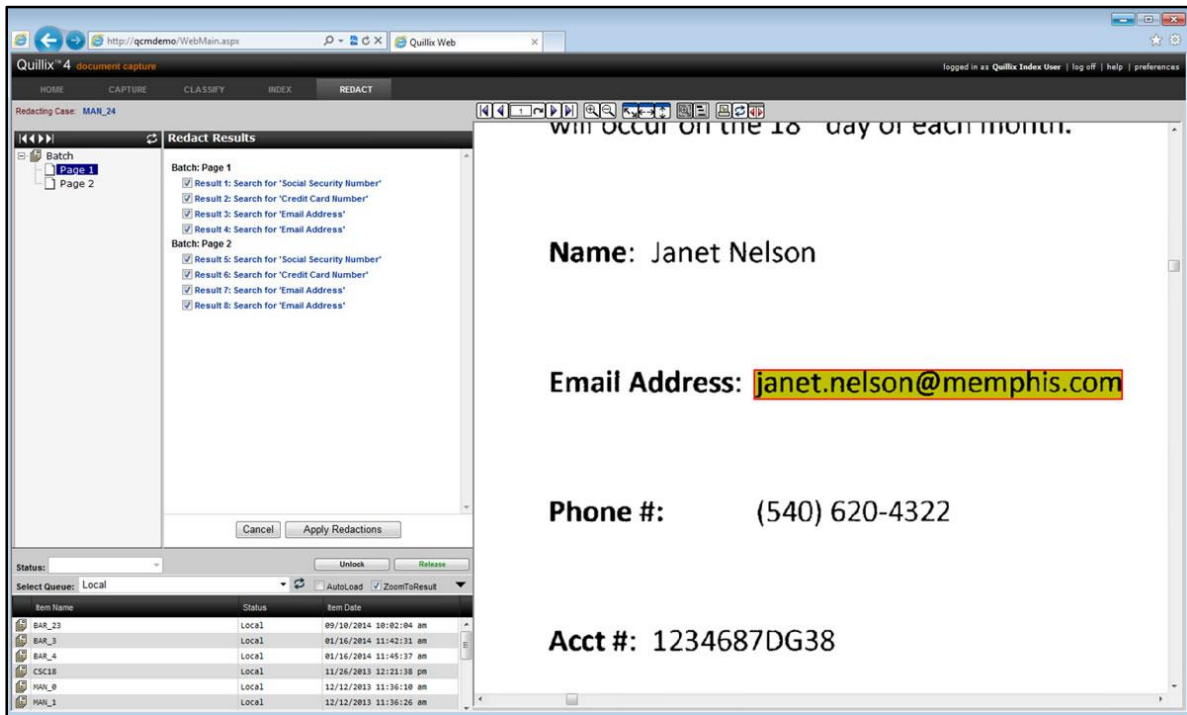 http://qcmdemo/WebMain.aspx
Quillix Web
Quillix™ 4 document capture
logged in as Quillix Index User | log off | help | preferences
HOME CAPTURE CLASSIFY INDEX REDACT
Redacting Case: MAN_24
1
Redact Results
Batch
Page 1
Page 2
Batch: Page 1
Result 1: Search for 'Social Security Number'
Result 2: Search for 'Credit Card Number'
Result 3: Search for 'Email Address'
Result 4: Search for 'Email Address'
Batch: Page 2
Result 5: Search for 'Social Security Number'
Result 6: Search for 'Credit Card Number'
Result 7: Search for 'Email Address'
Result 8: Search for 'Email Address'
Cancel Apply Redactions
will occur on the 18 day of each month.
Name: Janet Nelson
Email Address: janet.nelson@memphis.com
Phone #: (540) 620-4322
Acct #: 1234687DG38
Status: Unlock Release
Select Queue: Local AutoLoad ZoomToResult
Item Name Status Item Date
BAR_23 Local 09/10/2014 10:02:04 am
BAR_3 Local 01/16/2014 11:42:31 am
BAR_4 Local 01/16/2014 11:45:37 am
CSC18 Local 11/26/2013 12:21:38 pm
MAN_0 Local 12/12/2013 11:36:10 am
MAN_1 Local 12/12/2013 11:36:26 am